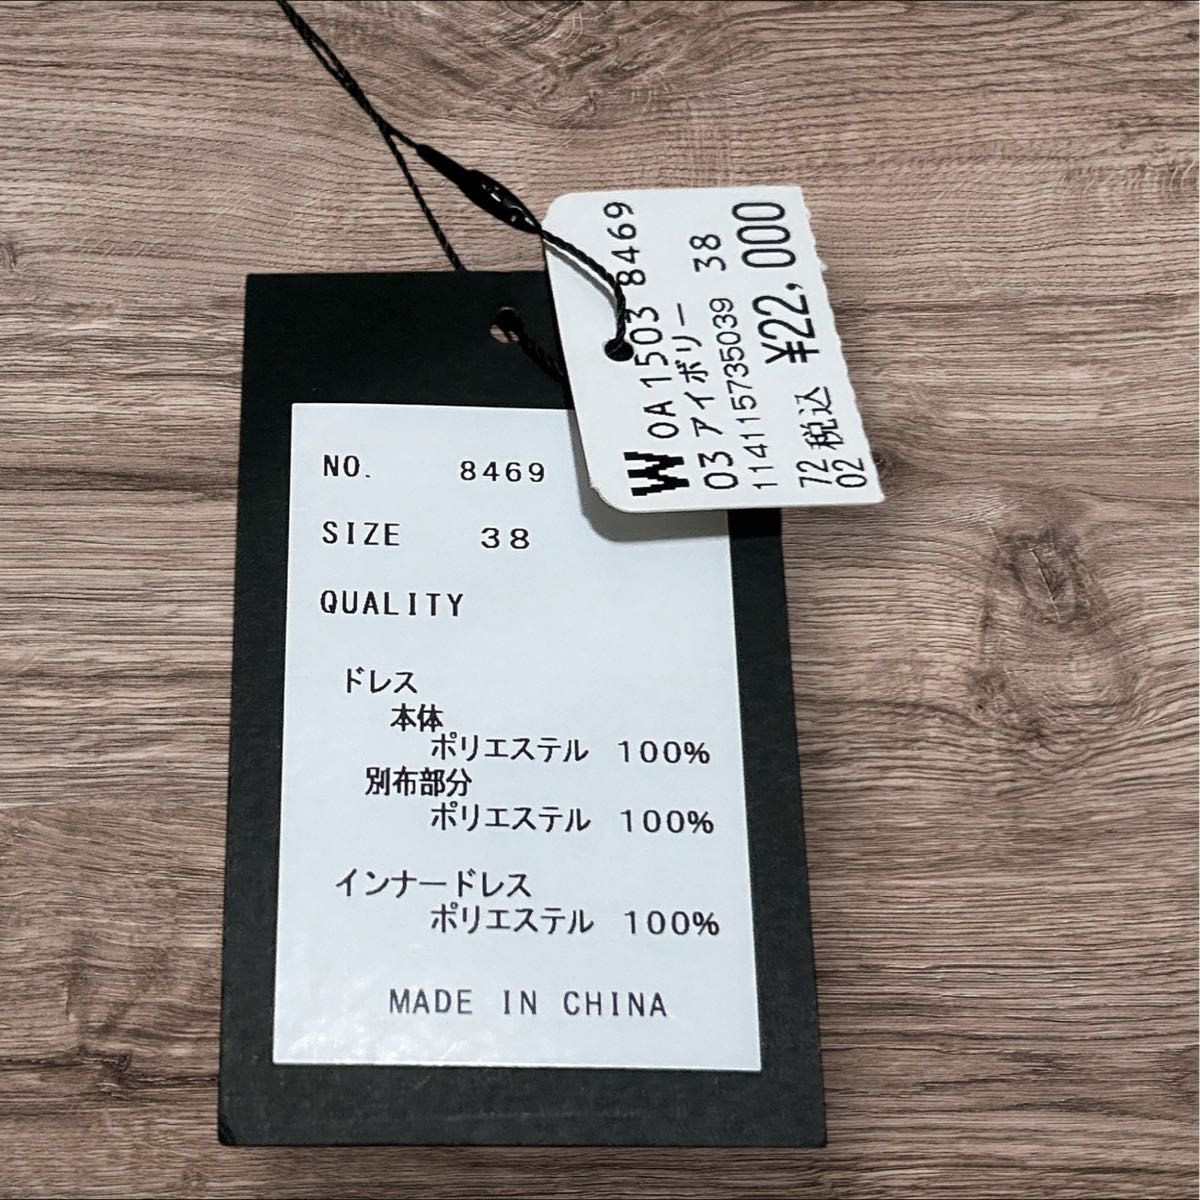 W 0A1503 8469
03 アイボリー 38
114115735039
72 税込 ¥22,000
02
NO. 8469
SIZE 38
QUALITY
ドレス
本体
ポリエステル 100%
別布部分
ポリエステル 100%
インナードレス
ポリエステル 100%
MADE IN CHINA